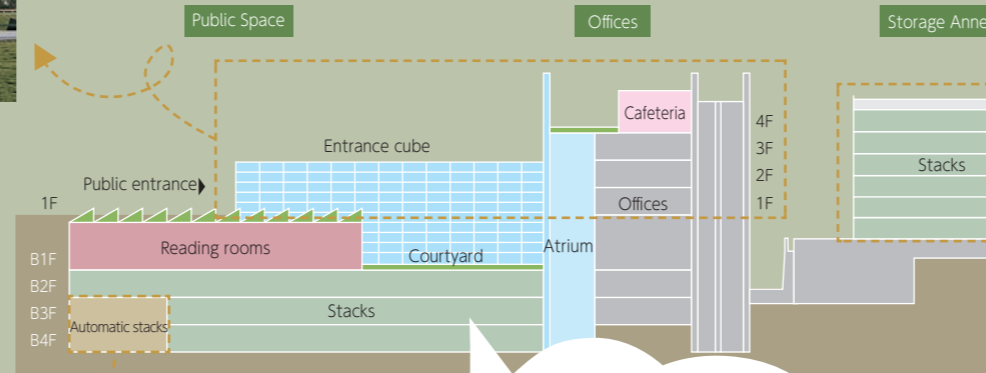 Public Space
Offices
Storage Anne
Cafeteria
4F
3F
2F
1F
Entrance cube
Public entrance
Stacks
1F
Offices
Reading rooms
Courtyard
Atrium
B1F
B2F
B3F
B4F
Automatic stacks
Stacks